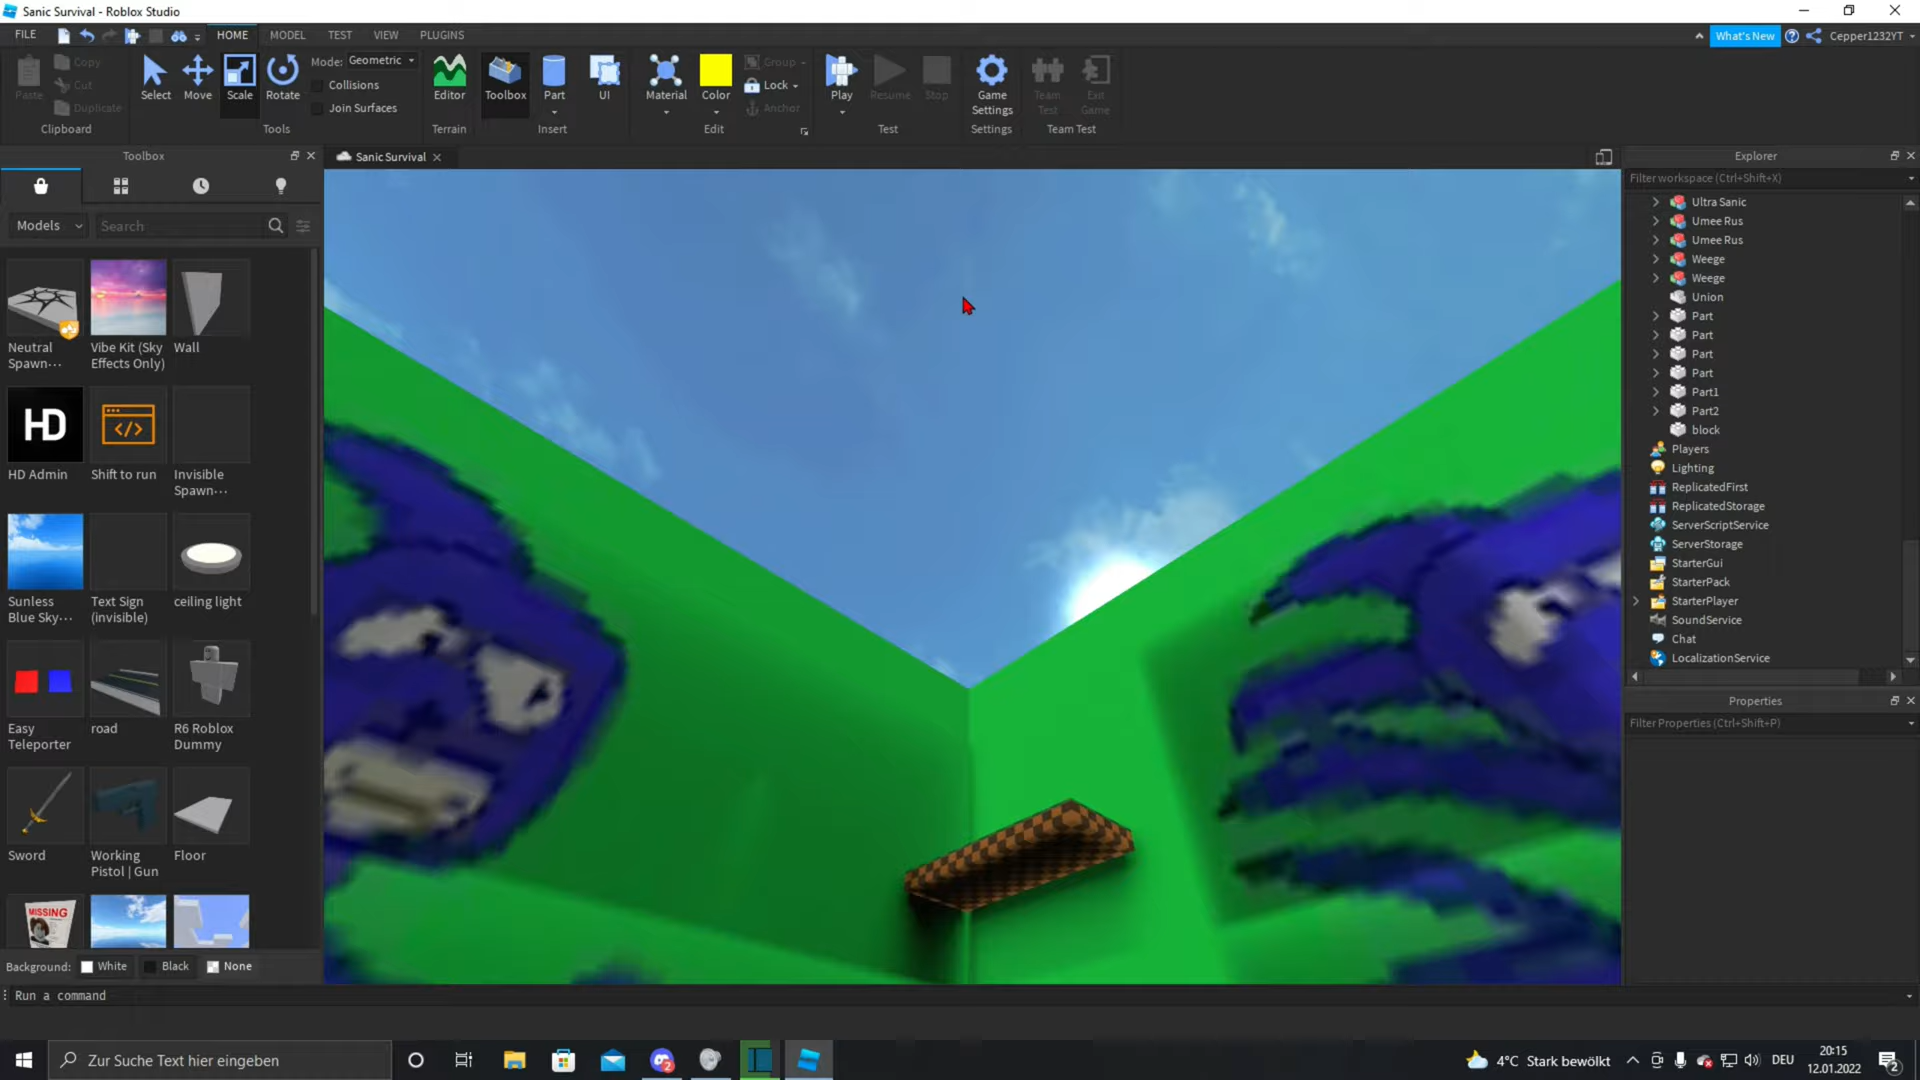 Sanic Survival - Roblox Studio
FILE
HOME
MODEL
TEST
VIEW
PLUGINS
What's New
Cepper1232YT
Paste
Copy
Cut
Duplicate
Select
Move
Scale
Rotate
Mode:
Geometric
Collisions
Join Surfaces
Editor
Toolbox
Part
UI
Material
Color
Group
Lock
Anchor
Play
Resume
Stop
Game
Settings
Team
Test
Exit
Game
Clipboard
Tools
Terrain
Insert
Edit
Test
Settings
Team Test
Toolbox
Sanic Survival
Explorer
Models
Search
Filter workspace (Ctrl+Shift+X)
Neutral
Spawn···
Vibe Kit (Sky
Effects Only)
Wall
HD
HD Admin
Shift to run
Invisible
Spawn···
Sunless
Blue Sky···
Text Sign
(invisible)
ceiling light
Easy
Teleporter
road
R6 Roblox
Dummy
Sword
Working
Pistol | Gun
Floor
MISSING
Background:
White
Black
None
Run a command
Ultra Sanic
Umee Rus
Umee Rus
Weege
Weege
Union
Part
Part
Part
Part
Part1
Part2
block
Players
Lighting
ReplicatedFirst
ReplicatedStorage
ServerScriptService
ServerStorage
StarterGui
StarterPack
StarterPlayer
SoundService
Chat
LocalizationService
Properties
Filter Properties (Ctrl+Shift+P)
Zur Suche Text hier eingeben
2
4°C Stark bewölkt
DEU
20:15
12.01.2022
2